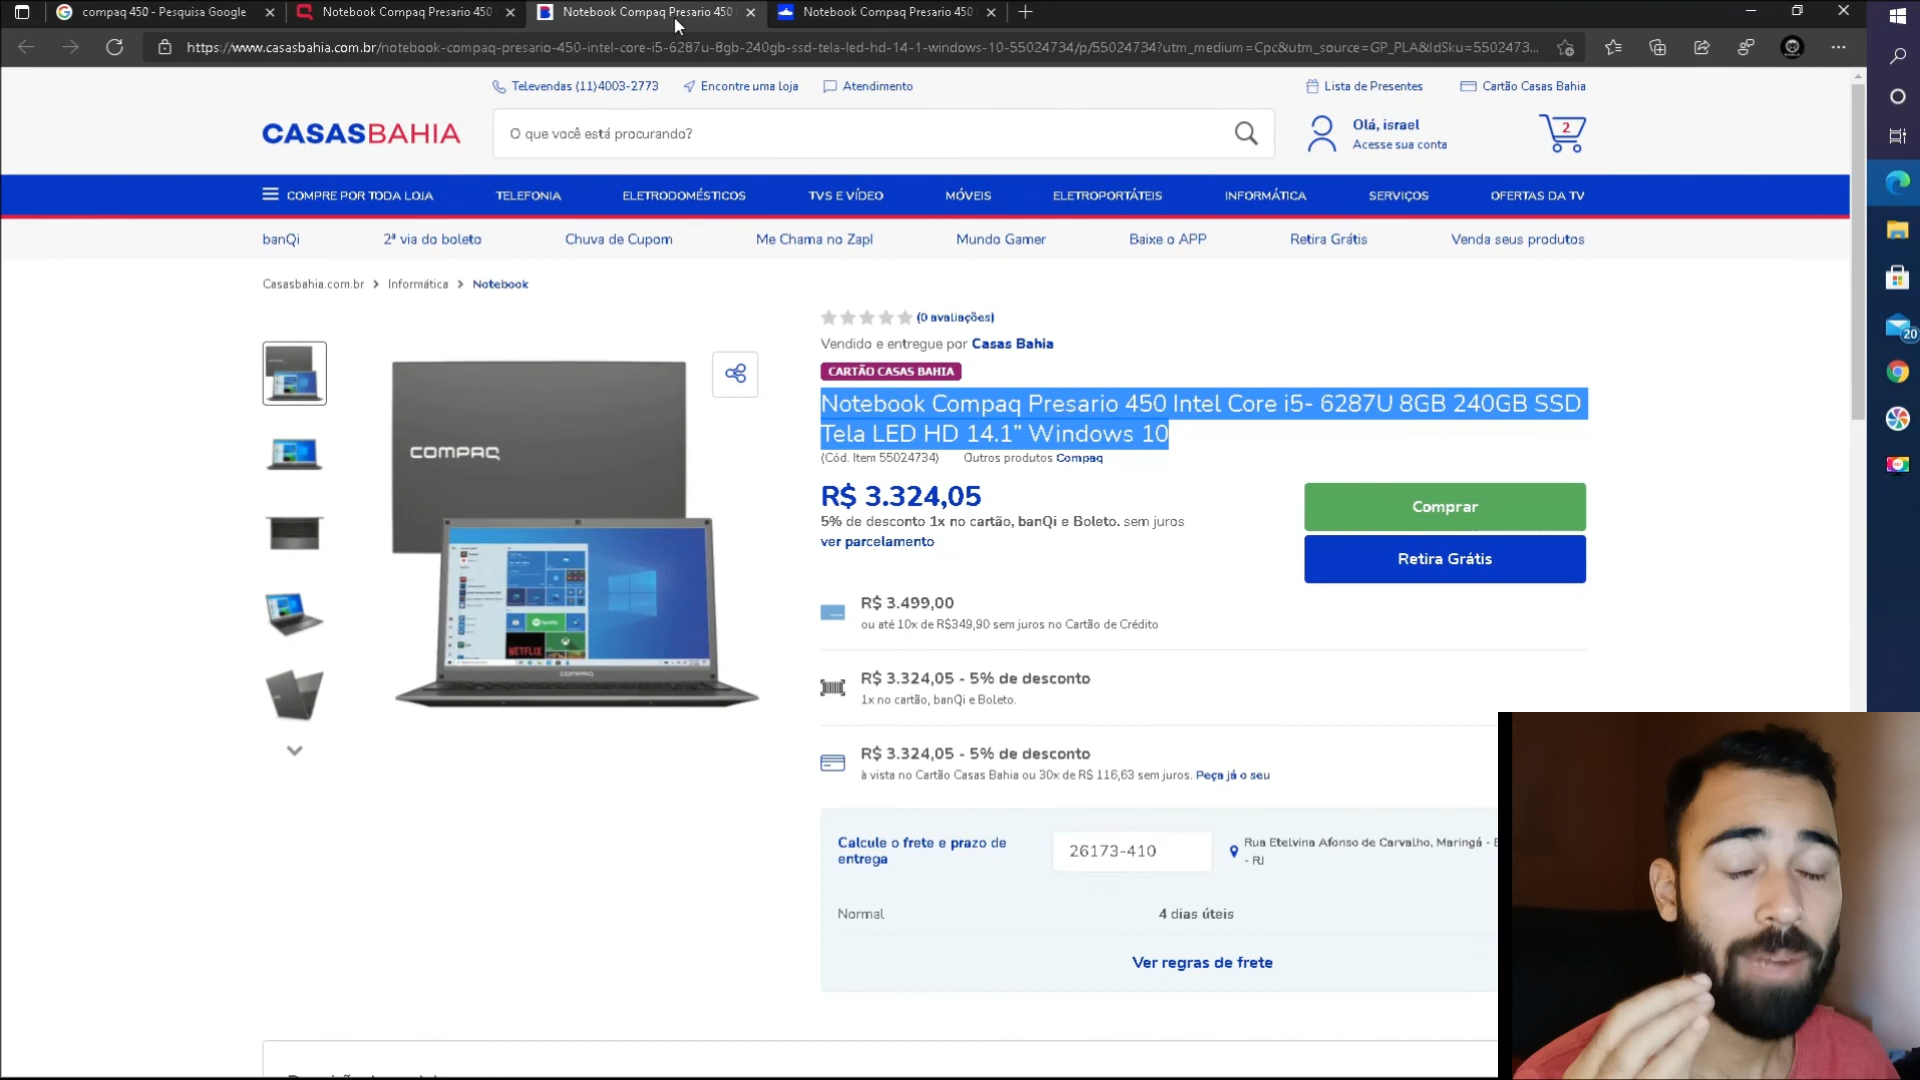 compaq 450 - Pesquisa Google
Notebook Compaq Presario 450
Notebook Compaq Presario 450
Notebook Compaq Presario 450
https://www.casasbahia.com.br/notebook-compaq-presario-450-intel-core-i5-6287u-8gb-240gb-ssd-tela-led-hd-14-1-windows-10-55024734/p/55024734?utm_medium=Cpc&utm_source=GP_PLA&IdSku=5502473...
Televendas (11)4003-2773
Encontre uma loja
Atendimento
Lista de Presentes
Cartão Casas Bahia
CASASBAHIA
O que você está procurando?
Olá, israel
Acesse sua conta
2
COMPRE POR TODA LOJA
TELEFONIA
ELETRODOMÉSTICOS
TVS E VÍDEO
MÓVEIS
ELETROPORTÁTEIS
INFORMÁTICA
SERVIÇOS
OFERTAS DA TV
banQi
2ª via do boleto
Chuva de Cupom
Me Chama no Zap!
Mundo Gamer
Baixe o APP
Retira Grátis
Venda seus produtos
Casasbahia.com.br > Informática > Notebook
(0 avaliações)
Vendido e entregue por Casas Bahia
CARTÃO CASAS BAHIA
Notebook Compaq Presario 450 Intel Core i5- 6287U 8GB 240GB SSD
Tela LED HD 14.1” Windows 10
(Cód. Item 55024734) Outros produtos Compaq
R$ 3.324,05
5% de desconto 1x no cartão, banQi e Boleto. sem juros
ver parcelamento
Comprar
Retira Grátis
COMPAQ
NETFLIX
COMPAQ
R$ 3.499,00
ou até 10x de R$349,90 sem juros no Cartão de Crédito
R$ 3.324,05 - 5% de desconto
1x no cartão, banQi e Boleto.
R$ 3.324,05 - 5% de desconto
à vista no Cartão Casas Bahia ou 30x de R$ 116,63 sem juros. Peça já o seu
Calcule o frete e prazo de
entrega
26173-410
Rua Etelvina Afonso de Carvalho, Maringá -
- RJ
Normal
4 dias úteis
Ver regras de frete
20